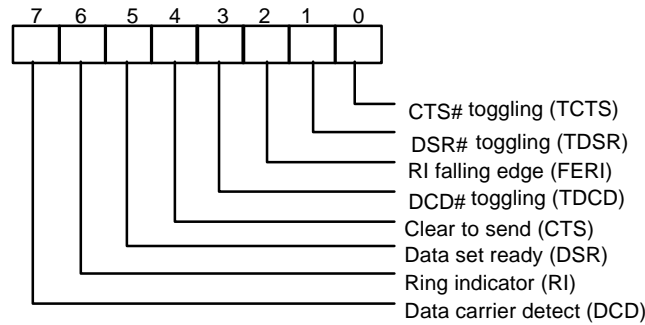 7 6 5 4 3 2 1 0
CTS# toggling (TCTS)
DSR# toggling (TDSR)
RI falling edge (FERI)
DCD# toggling (TDCD)
Clear to send (CTS)
Data set ready (DSR)
Ring indicator (RI)
Data carrier detect (DCD)